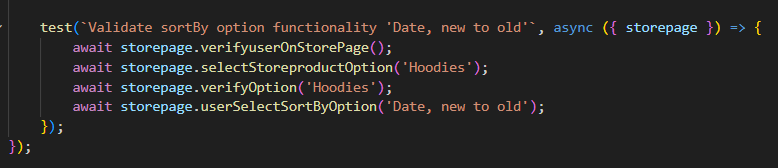 test(`Validate sortBy option functionality 'Date, new to old'`, async ({ storepage }) => {
await storepage.verifyuserOnStorePage();
await storepage.selectStoreproductOption('Hoodies');
await storepage.verifyOption('Hoodies');
await storepage.userSelectSortByOption('Date, new to old');
});
});